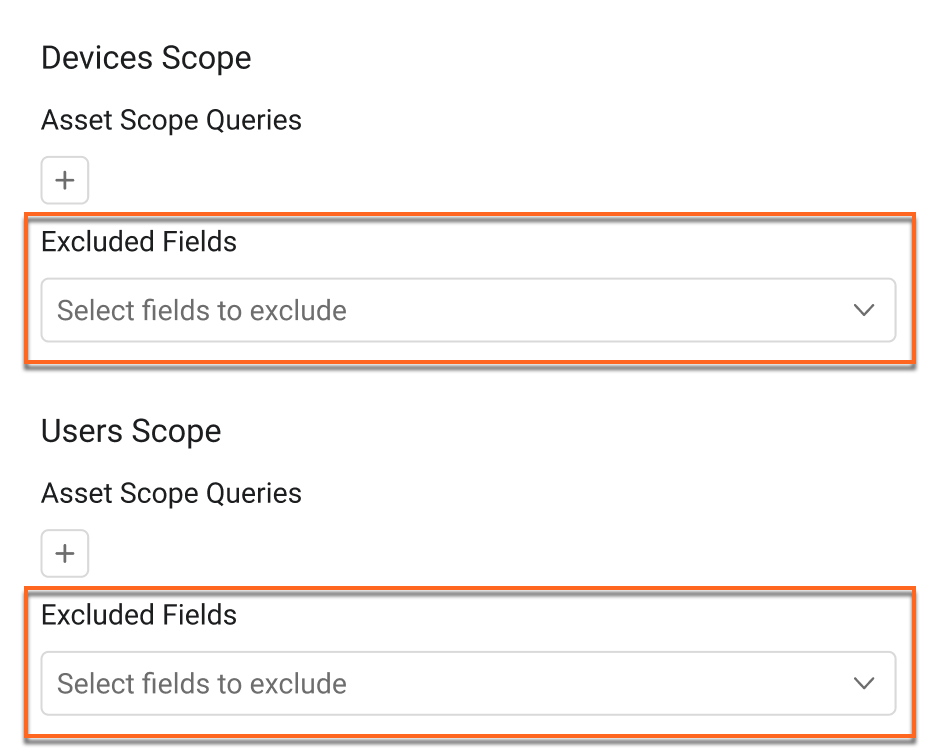 Devices Scope
Asset Scope Queries
+
Excluded Fields
Select fields to exclude
Users Scope
Asset Scope Queries
+
Excluded Fields
Select fields to exclude